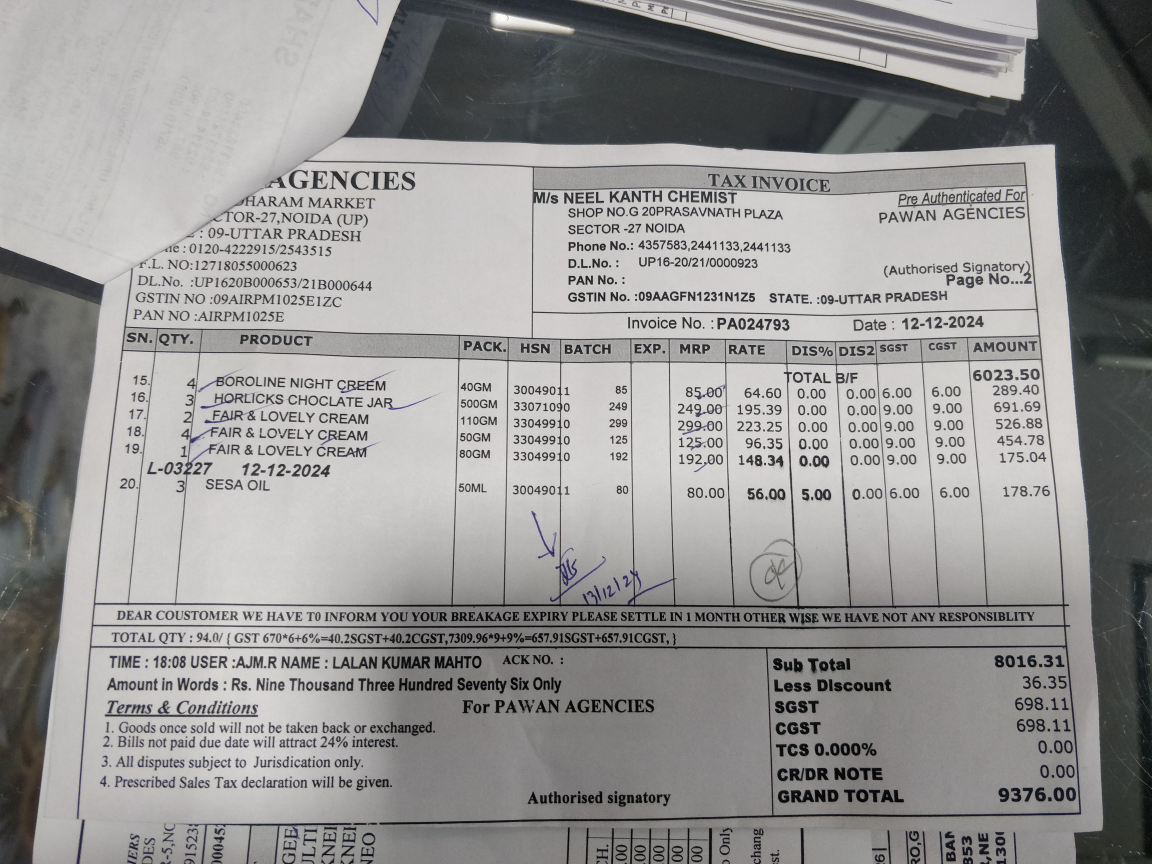 AGENCIES
DHARAM MARKET
CTOR-27,NOIDA (UP)
: 09-UTTAR PRADESH
: 0120-4222915/2543515
F.L. NO:12718055000623
DL.No. :UP1620B000653/21B000644
GSTIN NO :09AIRPM1025E1ZC
PAN NO :AIRPM1025E
TAX INVOICE
M/s NEEL KANTH CHEMIST
SHOP NO.G 20PRASAVNATH PLAZA
SECTOR -27 NOIDA
Phone No.: 4357583,2441133,2441133
D.L.No. : UP16-20/21/0000923
PAN No. :
GSTIN No. :09AAGFN1231N1Z5 STATE. :09-UTTAR PRADESH
Pre Authenticated For
PAWAN AGENCIES
(Authorised Signatory)
Page No...2
Invoice No. :PA024793 Date : 12-12-2024
SN. QTY. PRODUCT PACK. HSN BATCH EXP. MRP RATE DIS% DIS2 SGST CGST AMOUNT
TOTAL B/F 6023.50
15. 4 BOROLINE NIGHT CREEM 40GM 30049011 85 85.00 64.60 0.00 0.00 6.00 6.00 289.40
16. 3 HORLICKS CHOCLATE JAR 500GM 33071090 249 249.00 195.39 0.00 0.00 9.00 9.00 691.69
17. 2 FAIR & LOVELY CREAM 110GM 33049910 299 299.00 223.25 0.00 0.00 9.00 9.00 526.88
18. 4 FAIR & LOVELY CREAM 50GM 33049910 125 125.00 96.35 0.00 0.00 9.00 9.00 454.78
19. 1 FAIR & LOVELY CREAM 80GM 33049910 192 192.00 148.34 0.00 0.00 9.00 9.00 175.04
L-03227 12-12-2024
20. 3 SESA OIL 50ML 30049011 80 80.00 56.00 5.00 0.00 6.00 6.00 178.76
13/12/24
DEAR COUSTOMER WE HAVE TO INFORM YOU YOUR BREAKAGE EXPIRY PLEASE SETTLE IN 1 MONTH OTHER WISE WE HAVE NOT ANY RESPONSIBLITY
TOTAL QTY : 94.0/ { GST 670*6+6%=40.2SGST+40.2CGST,7309.96*9+9%=657.91SGST+657.91CGST, }
TIME : 18:08 USER :AJM.R NAME : LALAN KUMAR MAHTO ACK NO. :
Amount in Words : Rs. Nine Thousand Three Hundred Seventy Six Only
Terms & Conditions
For PAWAN AGENCIES
1. Goods once sold will not be taken back or exchanged.
2. Bills not paid due date will attract 24% interest.
3. All disputes subject to Jurisdication only.
4. Prescribed Sales Tax declaration will be given.
Authorised signatory
Sub Total 8016.31
Less Discount 36.35
SGST 698.11
CGST 698.11
TCS 0.000% 0.00
CR/DR NOTE 0.00
GRAND TOTAL 9376.00